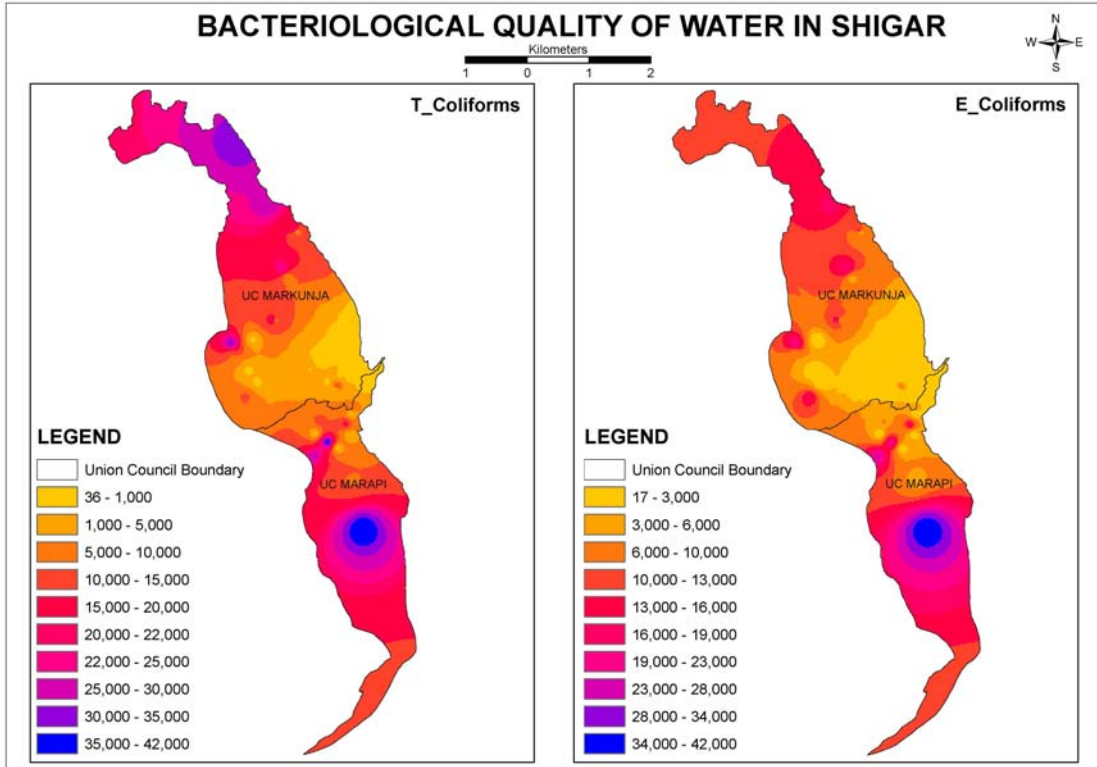 BACTERIOLOGICAL QUALITY OF WATER IN SHIGAR
Kilometers
1 0 1 2
N
W E
S
T_Coliforms
UC MARKUNJA
UC MARAPI
LEGEND
Union Council Boundary
36 - 1,000
1,000 - 5,000
5,000 - 10,000
10,000 - 15,000
15,000 - 20,000
20,000 - 22,000
22,000 - 25,000
25,000 - 30,000
30,000 - 35,000
35,000 - 42,000
E_Coliforms
UC MARKUNJA
UC MARAPI
LEGEND
Union Council Boundary
17 - 3,000
3,000 - 6,000
6,000 - 10,000
10,000 - 13,000
13,000 - 16,000
16,000 - 19,000
19,000 - 23,000
23,000 - 28,000
28,000 - 34,000
34,000 - 42,000